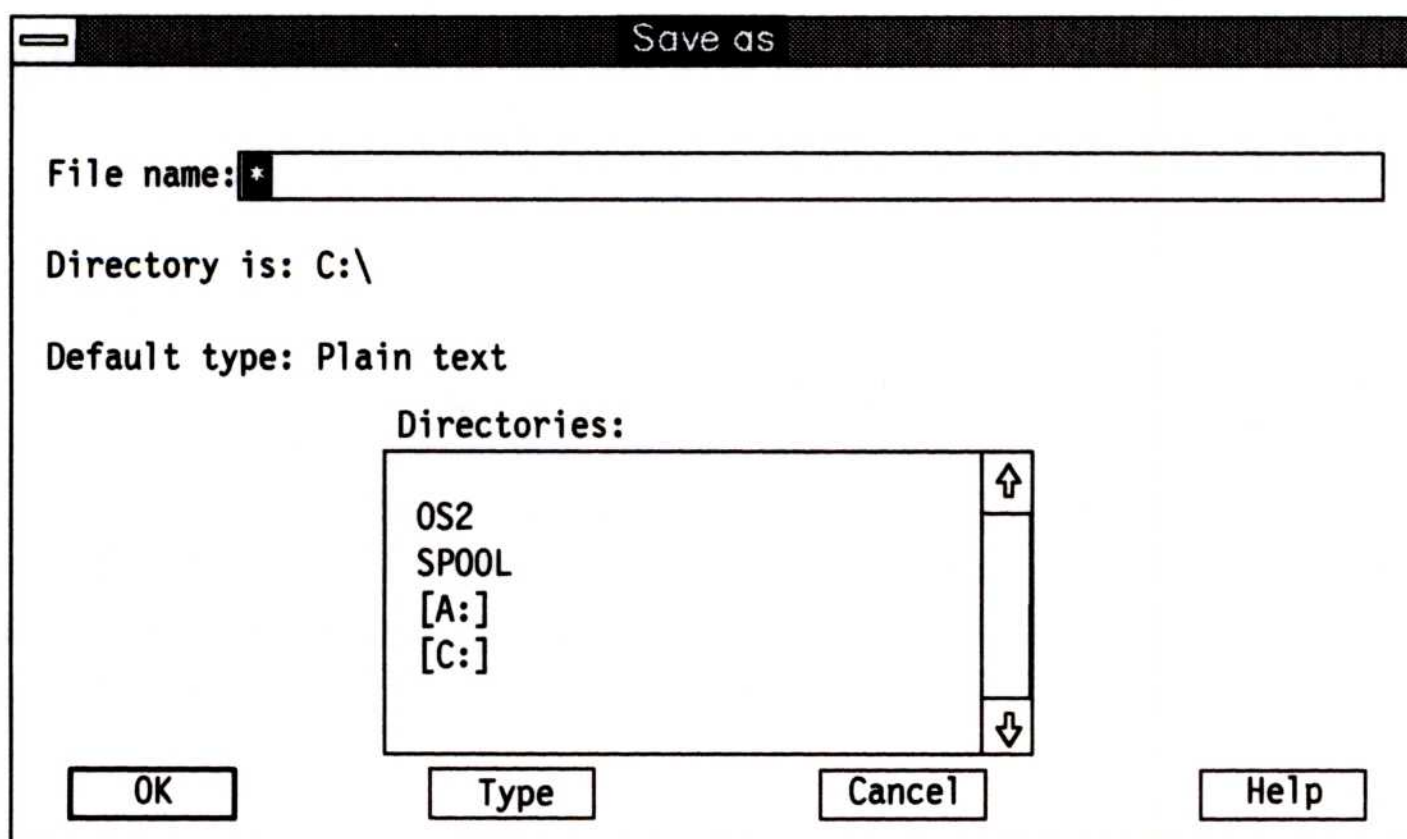 Save as
File name: *
Directory is: C:\
Default type: Plain text
Directories:
OS2
SPOOL
[A:]
[C:]
OK Type Cancel Help